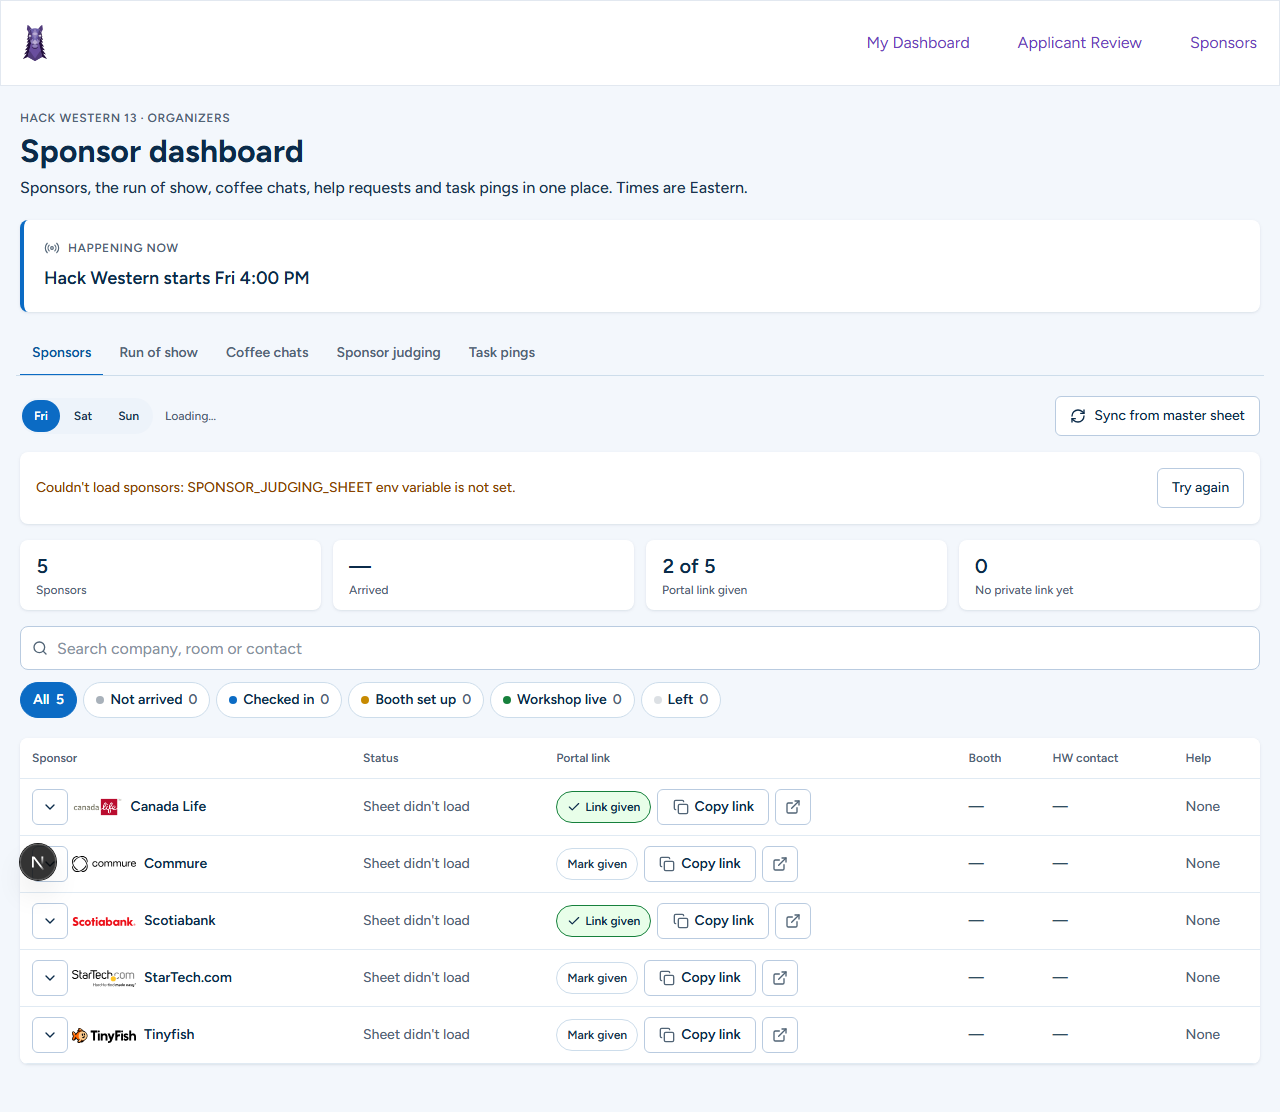 My Dashboard Applicant Review Sponsors
HACK WESTERN 13 · ORGANIZERS
Sponsor dashboard
Sponsors, the run of show, coffee chats, help requests and task pings in one place. Times are Eastern.
HAPPENING NOW
Hack Western starts Fri 4:00 PM
Sponsors Run of show Coffee chats Sponsor judging Task pings
Fri Sat Sun Loading... Sync from master sheet
Couldn't load sponsors: SPONSOR_JUDGING_SHEET env variable is not set. Try again
5 — 2 of 5 0
Sponsors Arrived Portal link given No private link yet
Search company, room or contact
All 5 Not arrived 0 Checked in 0 Booth set up 0 Workshop live 0 Left 0
Sponsor Status Portal link Booth HW contact Help
canada life Canada Life Sheet didn't load Link given Copy link — — None
N commure Commure Sheet didn't load Mark given Copy link — — None
Scotiabank. Scotiabank Sheet didn't load Link given Copy link — — None
StarTech.com StarTech.com Sheet didn't load Mark given Copy link — — None
TinyFish Tinyfish Sheet didn't load Mark given Copy link — — None